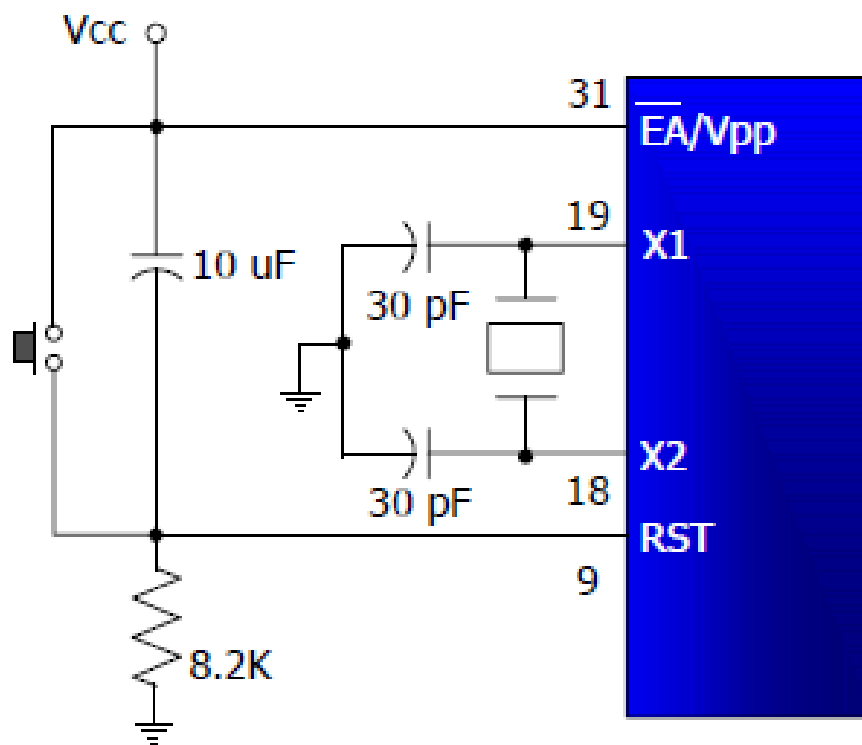 Vcc
31
EA/Vpp
19
X1
10 uF
30 pF
X2
18
30 pF
RST
9
8.2K